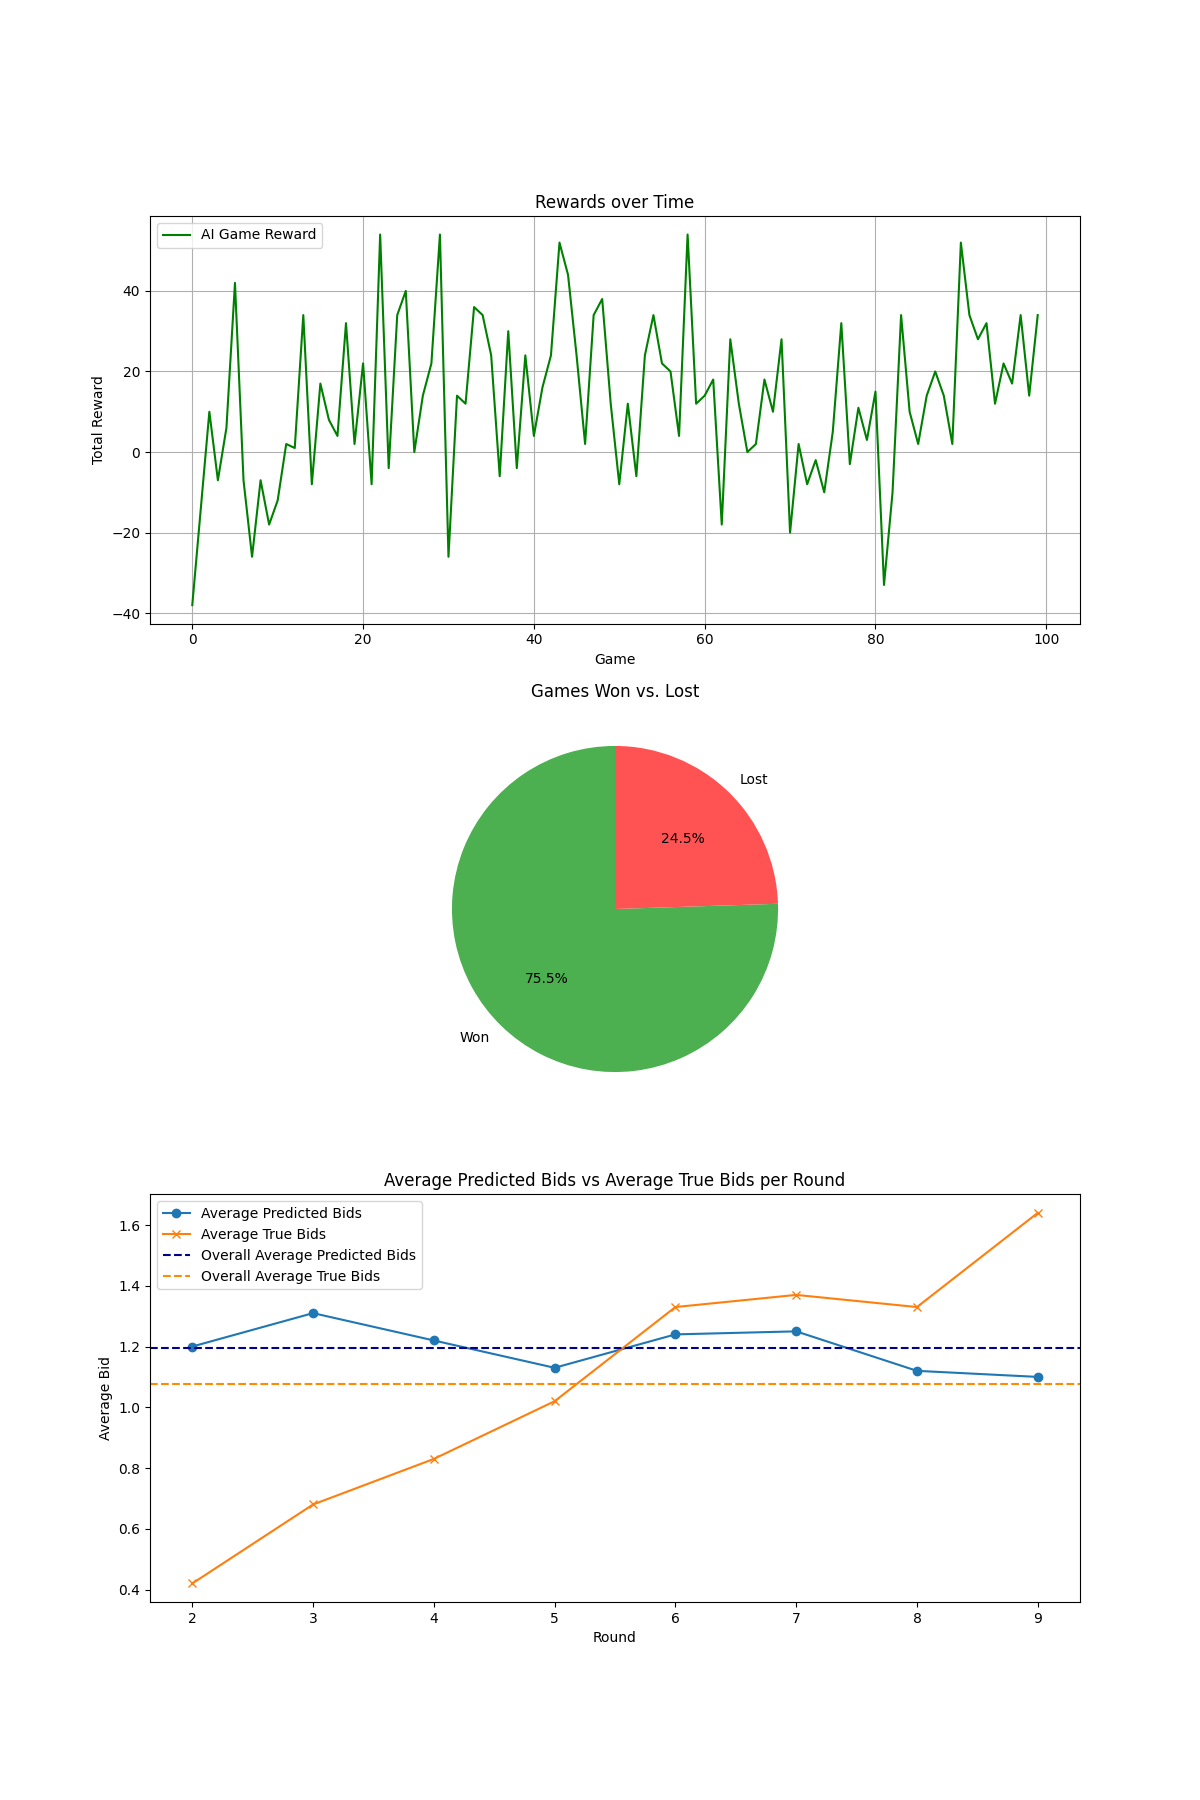 Rewards over Time
AI Game Reward
Total Reward
40
20
0
−20
−40
0 20 40 60 80 100
Game
Games Won vs. Lost
Lost
24.5%
75.5%
Won
Average Predicted Bids vs Average True Bids per Round
Average Predicted Bids
Average True Bids
Overall Average Predicted Bids
Overall Average True Bids
Average Bid
1.6
1.4
1.2
1.0
0.8
0.6
0.4
2 3 4 5 6 7 8 9
Round